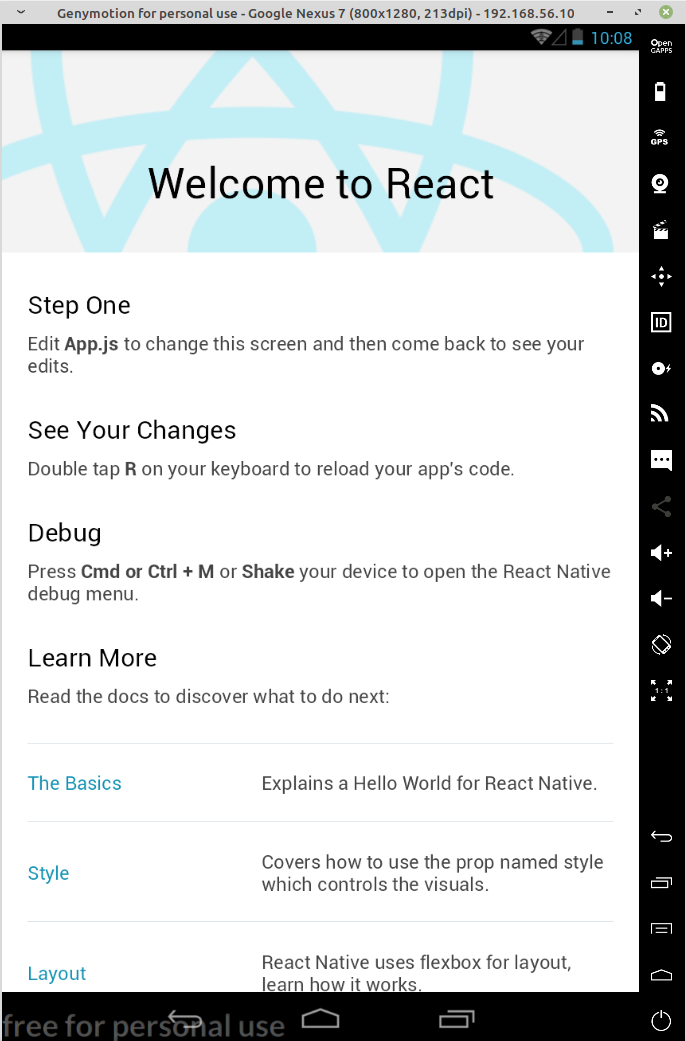 Genymotion for personal use - Google Nexus 7 (800x1280, 213dpi) - 192.168.56.10
10:08
Open
GAPPS
GPS
ID
1:1
Welcome to React
Step One
Edit App.js to change this screen and then come back to see your
edits.
See Your Changes
Double tap R on your keyboard to reload your app's code.
Debug
Press Cmd or Ctrl + M or Shake your device to open the React Native
debug menu.
Learn More
Read the docs to discover what to do next:
The Basics
Explains a Hello World for React Native.
Style
Covers how to use the prop named style
which controls the visuals.
Layout
React Native uses flexbox for layout,
learn how it works.
free for personal use